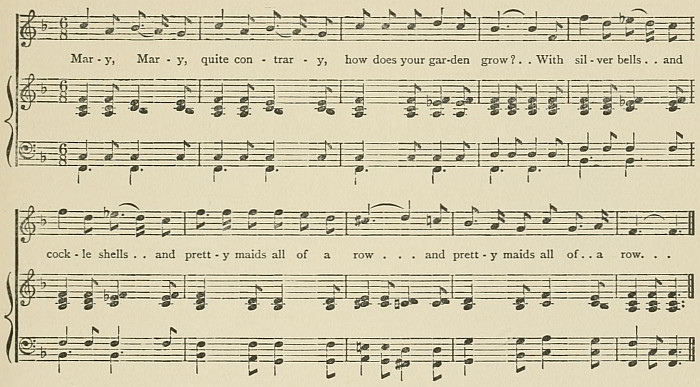 Mar - y, Mar - y, quite con - trar - y, how does your gar-den grow?. . With sil - ver bells . . and
cock - le shells . . and prett - y maids all of a row . . . and prett - y maids all of . . a row. . .